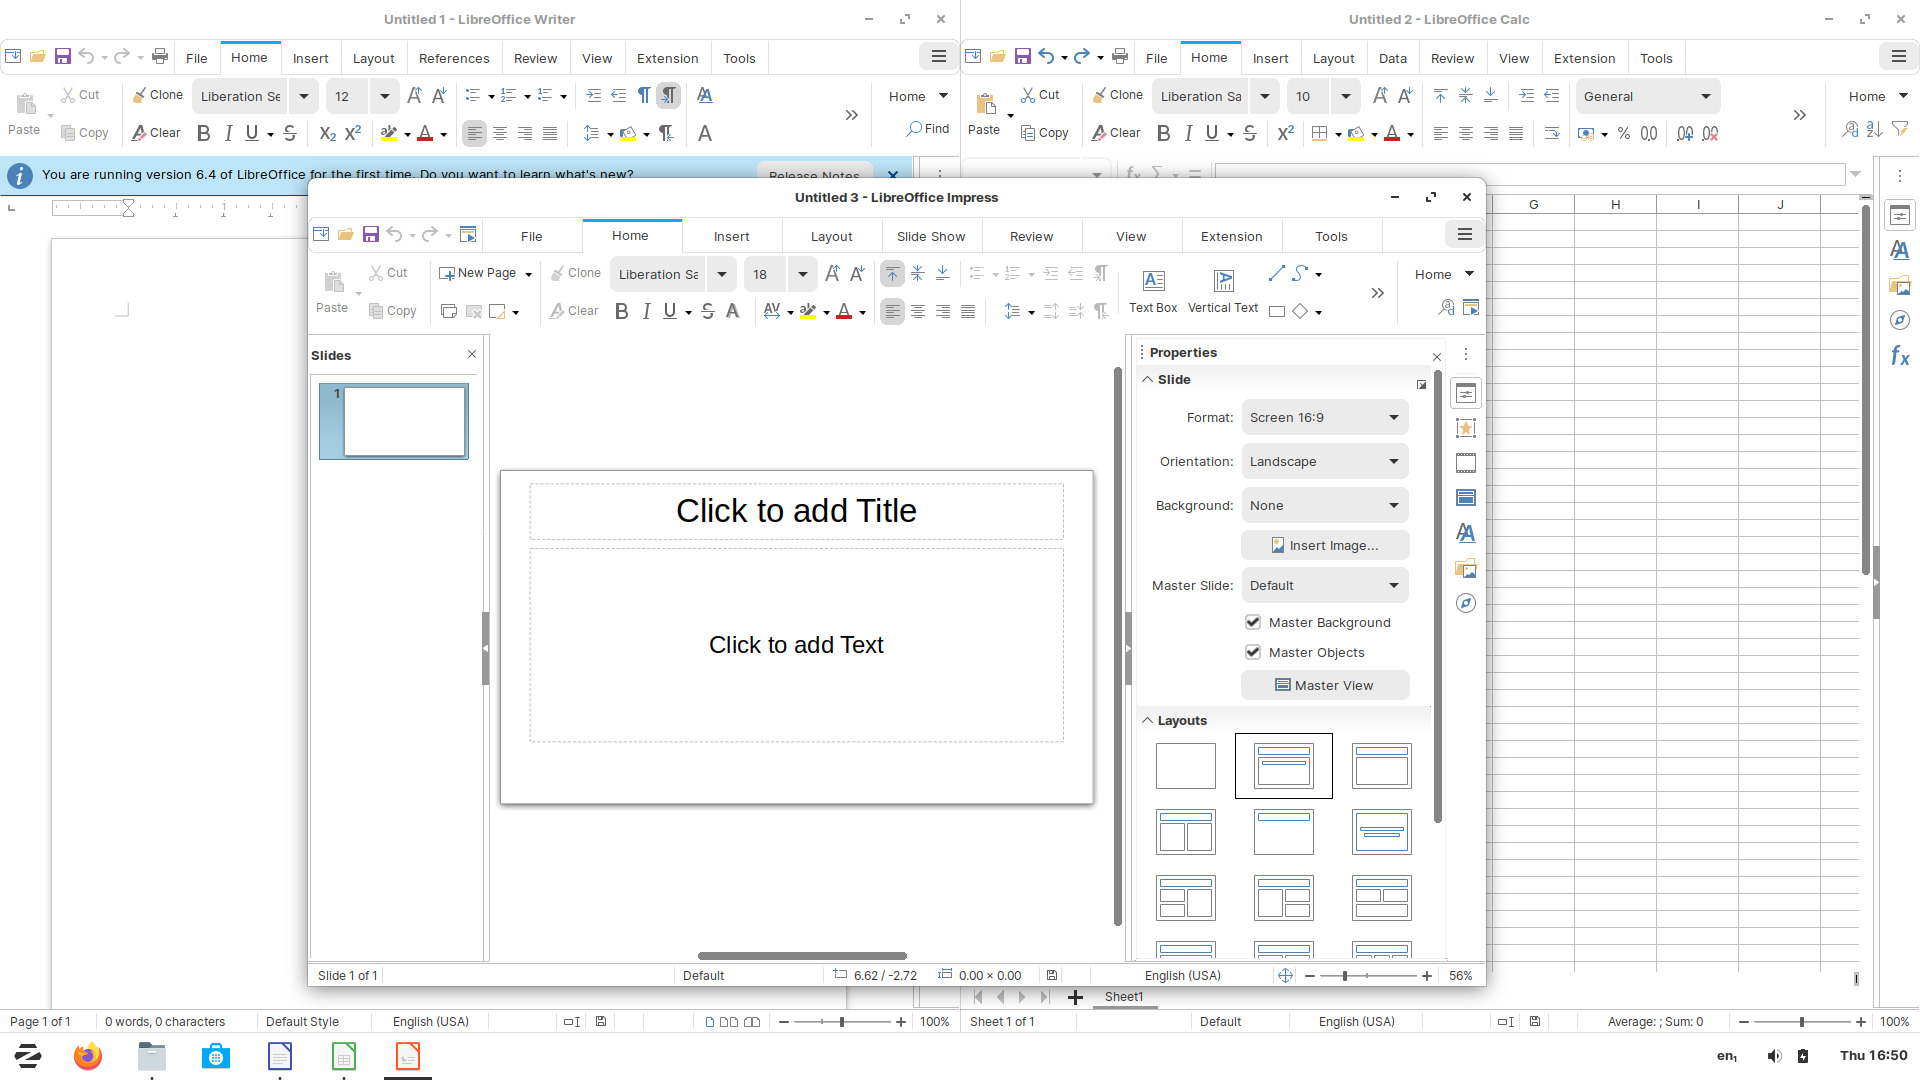 Untitled 1 - LibreOffice Writer
Untitled 2 - LibreOffice Calc
File Home Insert Layout References Review View Extension Tools
File Home Insert Layout Data Review View Extension Tools
Cut Clone Liberation Se 12 Home
Paste Copy Clear Find
Cut Clone Liberation Sa 10 General Home
Paste Copy Clear
You are running version 6.4 of LibreOffice for the first time. Do you want to learn what's new? Release Notes
G H I J
Untitled 3 - LibreOffice Impress
File Home Insert Layout Slide Show Review View Extension Tools
Cut New Page Clone Liberation Sa 18 Home
Paste Copy Clear Text Box Vertical Text
Slides
1
Click to add Title
Click to add Text
Properties
Slide
Format: Screen 16:9
Orientation: Landscape
Background: None
Insert Image...
Master Slide: Default
Master Background
Master Objects
Master View
Layouts
Slide 1 of 1 Default 6.62 / -2.72 0.00 × 0.00 English (USA) 56%
Sheet1
Page 1 of 1 0 words, 0 characters Default Style English (USA) 100%
Sheet 1 of 1 Default English (USA) Average: ; Sum: 0 100%
en₁ Thu 16:50